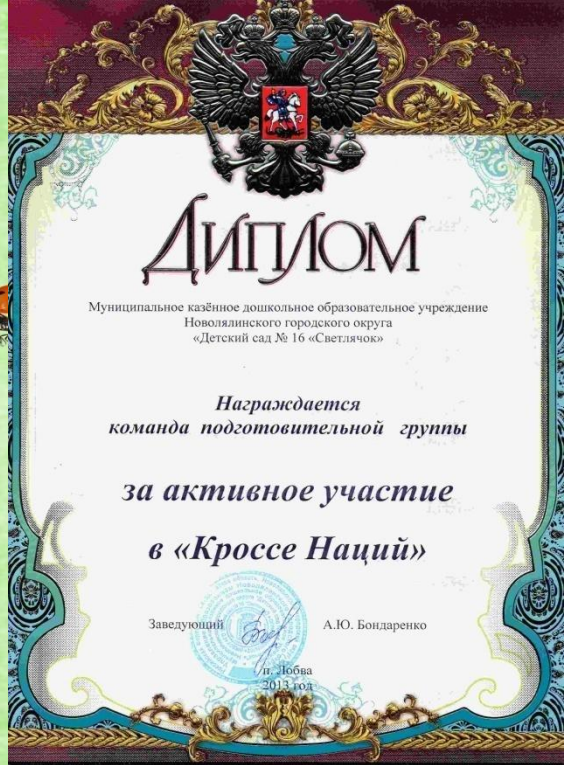 Диплом
Муниципальное казённое дошкольное образовательное учреждение
Новолялинского городского округа
«Детский сад № 16 «Светлячок»
Награждается
команда подготовительной группы
за активное участие
в «Кроссе Наций»
Заведующий А.Ю. Бондаренко
п. Лобва
2013 год